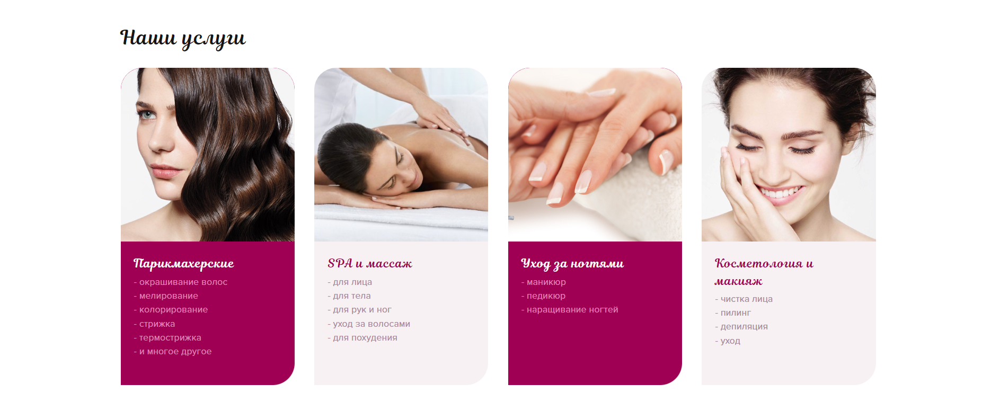 Наши услуги
Парикмахерские
- окрашивание волос
- мелирование
- колорирование
- стрижка
- термострижка
- и многое другое
SPA и массаж
- для лица
- для тела
- для рук и ног
- уход за волосами
- для похудения
Уход за ногтями
- маникюр
- педикюр
- наращивание ногтей
Косметология и
макияж
- чистка лица
- пилинг
- депиляция
- уход